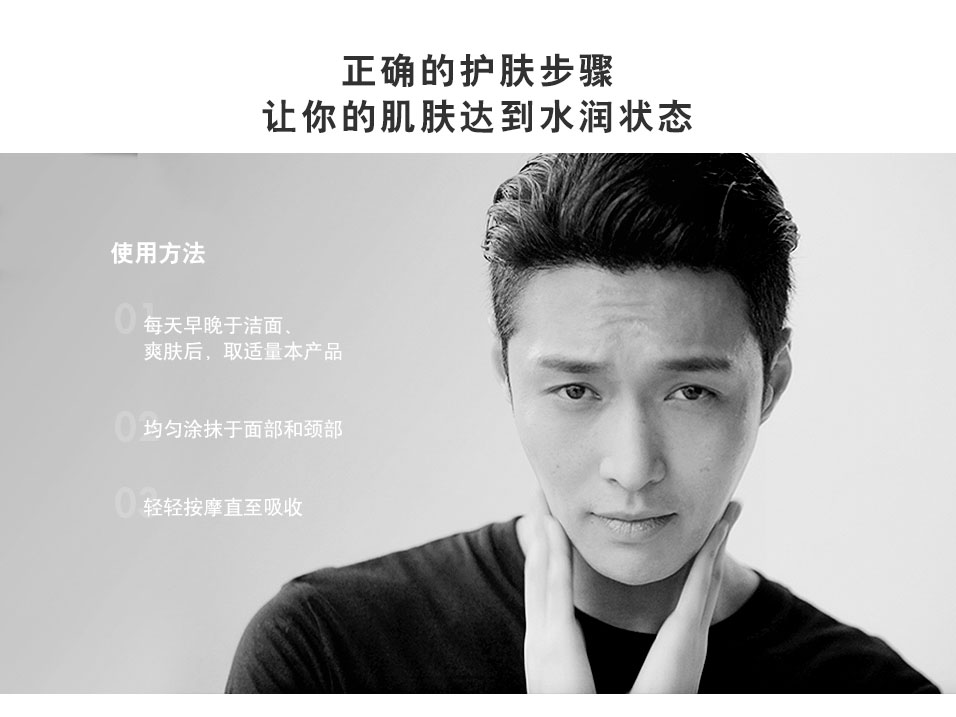 正确的护肤步骤
让你的肌肤达到水润状态
使用方法
01
每天早晚于洁面、
爽肤后，取适量本产品
02
均匀涂抹于面部和颈部
03
轻轻按摩直至吸收